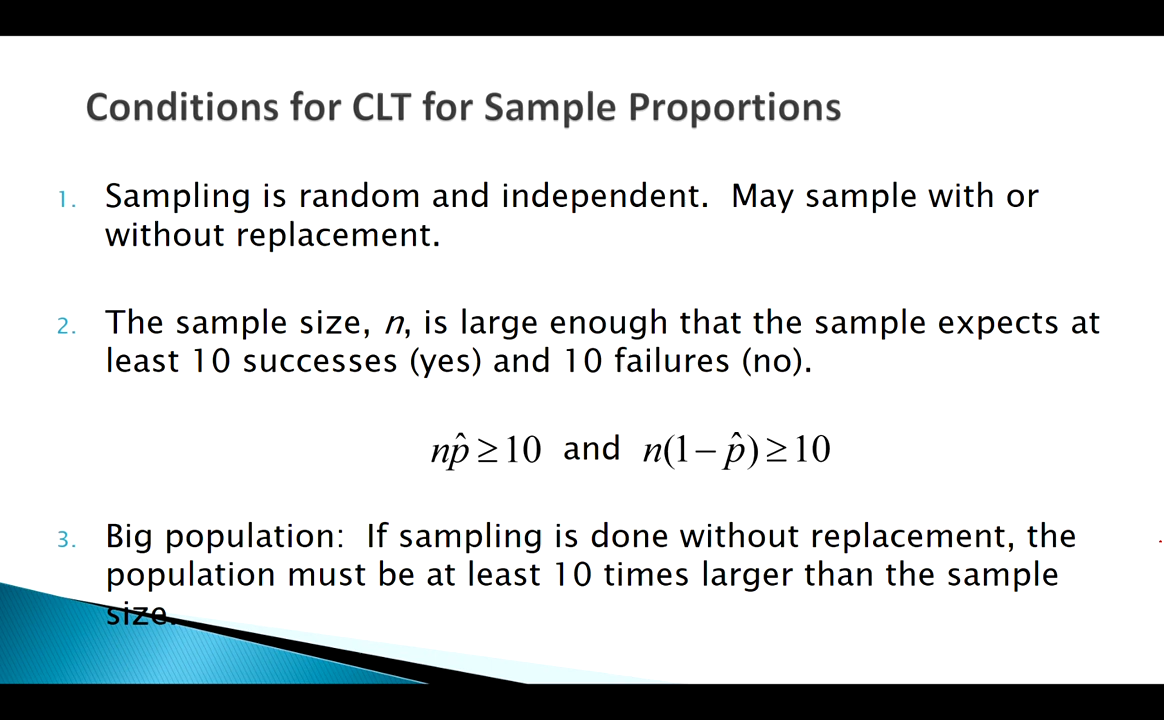 Conditions for CLT for Sample Proportions
1. Sampling is random and independent. May sample with or
without replacement.
2. The sample size, n, is large enough that the sample expects at
least 10 successes (yes) and 10 failures (no).
np̂ ≥ 10 and n(1 − p̂) ≥ 10
3. Big population: If sampling is done without replacement, the
population must be at least 10 times larger than the sample
size.